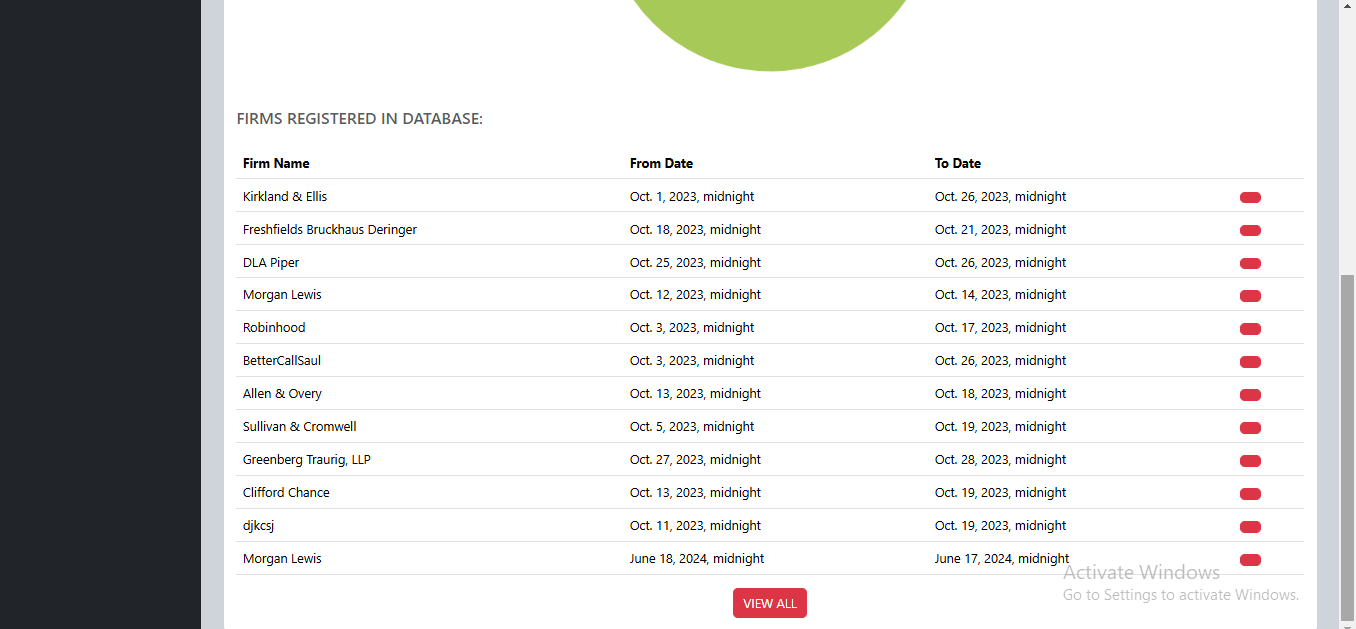 FIRMS REGISTERED IN DATABASE:
Firm Name From Date To Date
Kirkland & Ellis Oct. 1, 2023, midnight Oct. 26, 2023, midnight
Freshfields Bruckhaus Deringer Oct. 18, 2023, midnight Oct. 21, 2023, midnight
DLA Piper Oct. 25, 2023, midnight Oct. 26, 2023, midnight
Morgan Lewis Oct. 12, 2023, midnight Oct. 14, 2023, midnight
Robinhood Oct. 3, 2023, midnight Oct. 17, 2023, midnight
BetterCallSaul Oct. 3, 2023, midnight Oct. 26, 2023, midnight
Allen & Overy Oct. 13, 2023, midnight Oct. 18, 2023, midnight
Sullivan & Cromwell Oct. 5, 2023, midnight Oct. 19, 2023, midnight
Greenberg Traurig, LLP Oct. 27, 2023, midnight Oct. 28, 2023, midnight
Clifford Chance Oct. 13, 2023, midnight Oct. 19, 2023, midnight
djkcsj Oct. 11, 2023, midnight Oct. 19, 2023, midnight
Morgan Lewis June 18, 2024, midnight June 17, 2024, midnight
Activate Windows
Go to Settings to activate Windows.
VIEW ALL